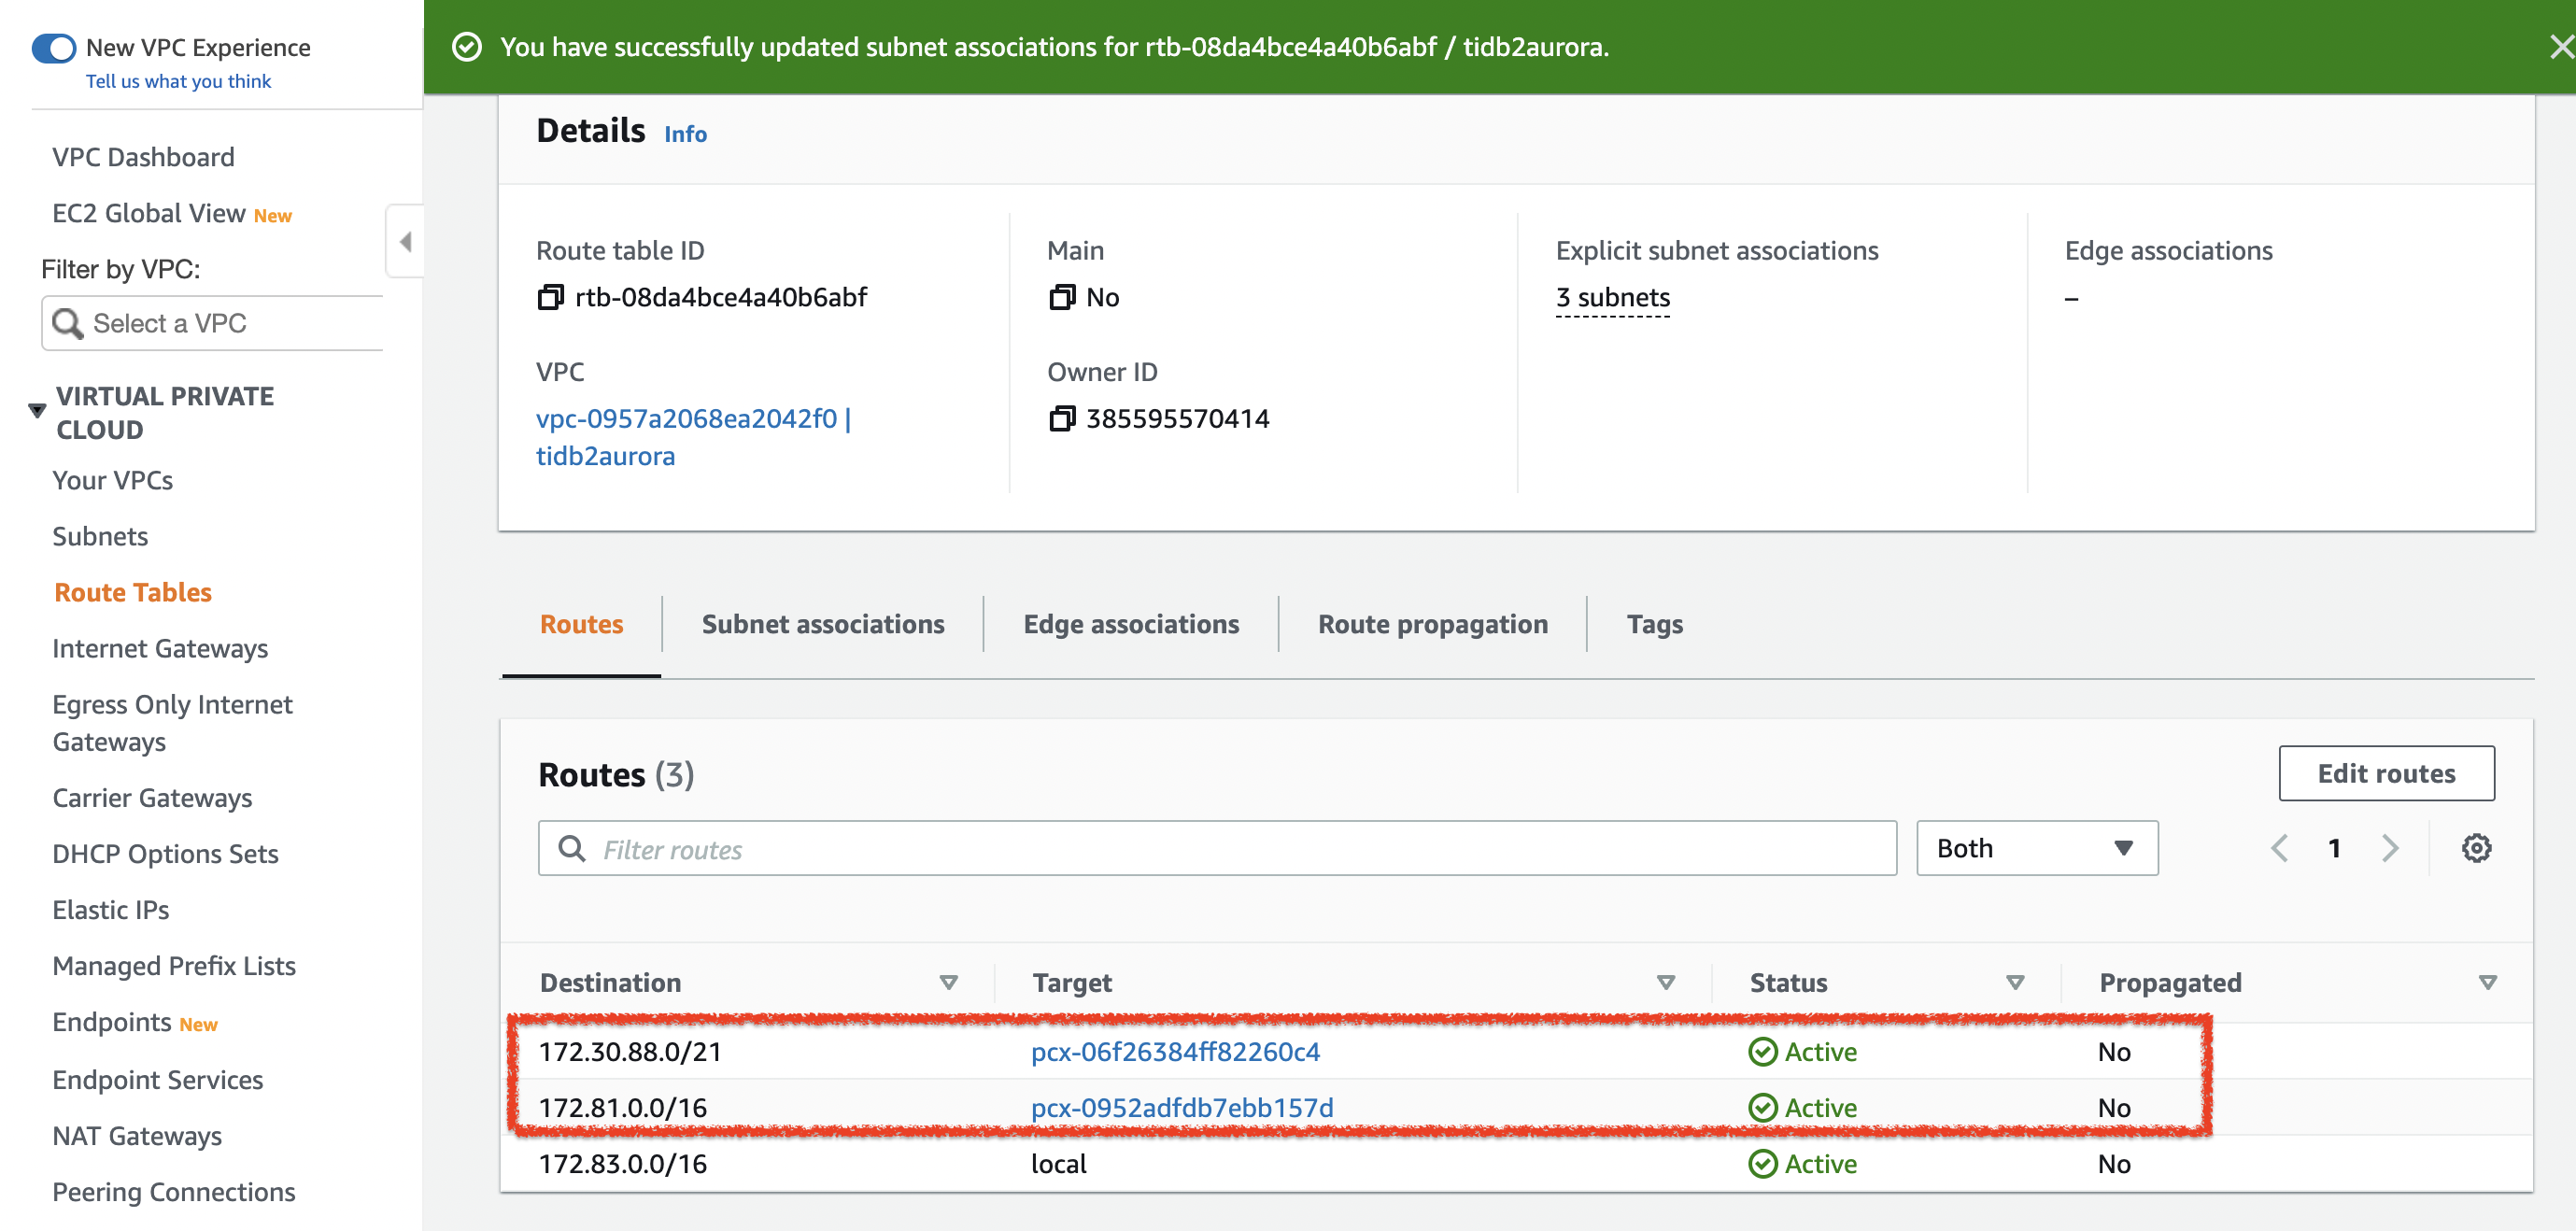 New VPC Experience
Tell us what you think
VPC Dashboard
EC2 Global View New
Filter by VPC:
Select a VPC
VIRTUAL PRIVATE
CLOUD
Your VPCs
Subnets
Route Tables
Internet Gateways
Egress Only Internet
Gateways
Carrier Gateways
DHCP Options Sets
Elastic IPs
Managed Prefix Lists
Endpoints New
Endpoint Services
NAT Gateways
Peering Connections
You have successfully updated subnet associations for rtb-08da4bce4a40b6abf / tidb2aurora.
Details Info
Route table ID
rtb-08da4bce4a40b6abf
Main
No
Explicit subnet associations
3 subnets
Edge associations
–
VPC
vpc-0957a2068ea2042f0 |
tidb2aurora
Owner ID
385595570414
Routes Subnet associations Edge associations Route propagation Tags
Routes (3)
Edit routes
Filter routes
Both
1
Destination Target Status Propagated
172.30.88.0/21 pcx-06f26384ff82260c4 Active No
172.81.0.0/16 pcx-0952adfdb7ebb157d Active No
172.83.0.0/16 local Active No